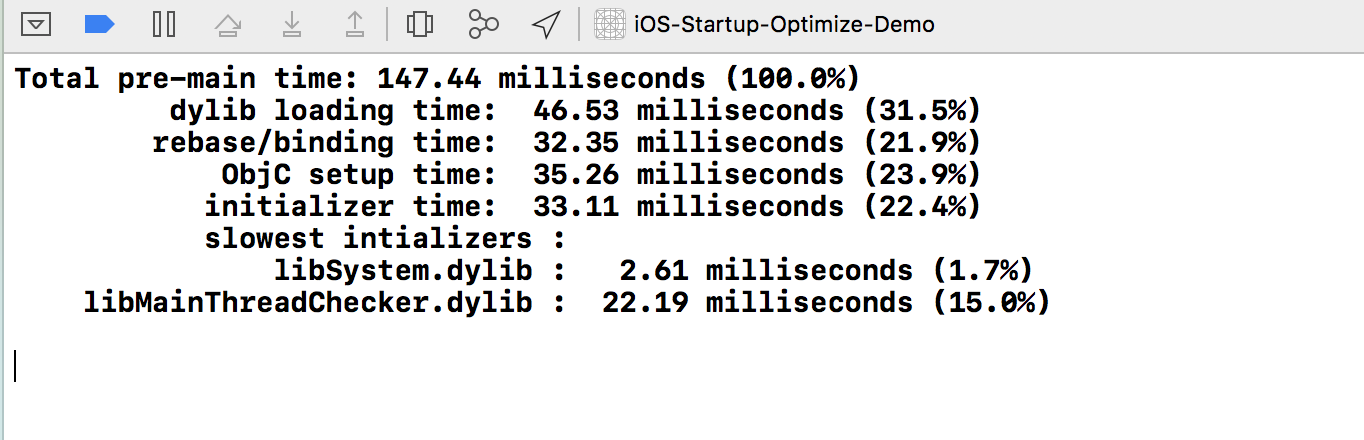 iOS-Startup-Optimize-Demo
Total pre-main time: 147.44 milliseconds (100.0%)
dylib loading time:  46.53 milliseconds (31.5%)
rebase/binding time:  32.35 milliseconds (21.9%)
ObjC setup time:  35.26 milliseconds (23.9%)
initializer time:  33.11 milliseconds (22.4%)
slowest intializers :
libSystem.dylib :   2.61 milliseconds (1.7%)
libMainThreadChecker.dylib :  22.19 milliseconds (15.0%)